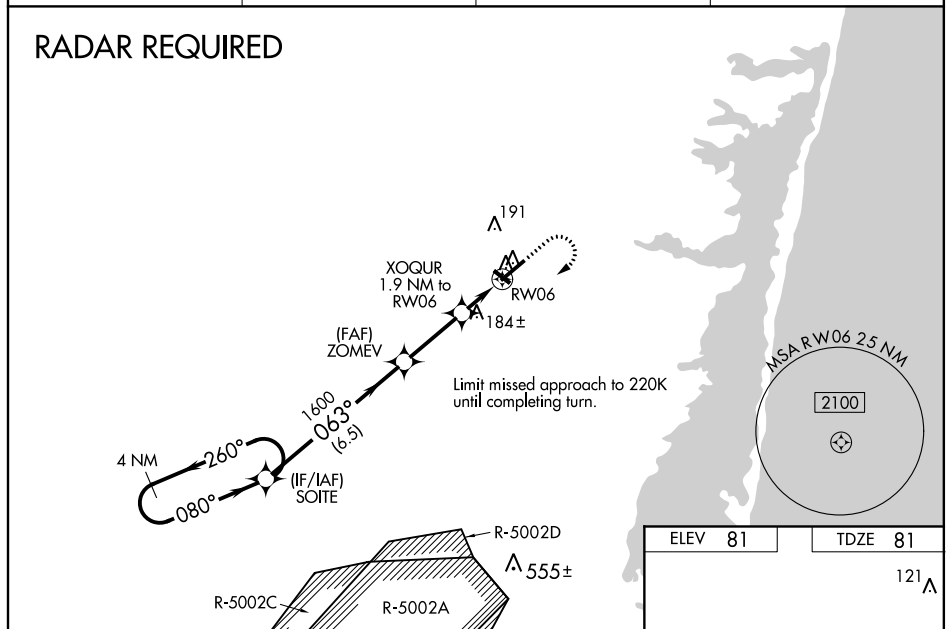 RADAR REQUIRED
191
XOQUR
1.9 NM to
RW06
RW06
184±
(FAF)
ZOMEV
MSA RW06 25 NM
Limit missed approach to 220K
until completing turn.
2100
1600
063°
(6.5)
4 NM
260°
080°
(IF/IAF)
SOITE
R-5002D
555±
R-5002C
R-5002A
ELEV 81
TDZE 81
121